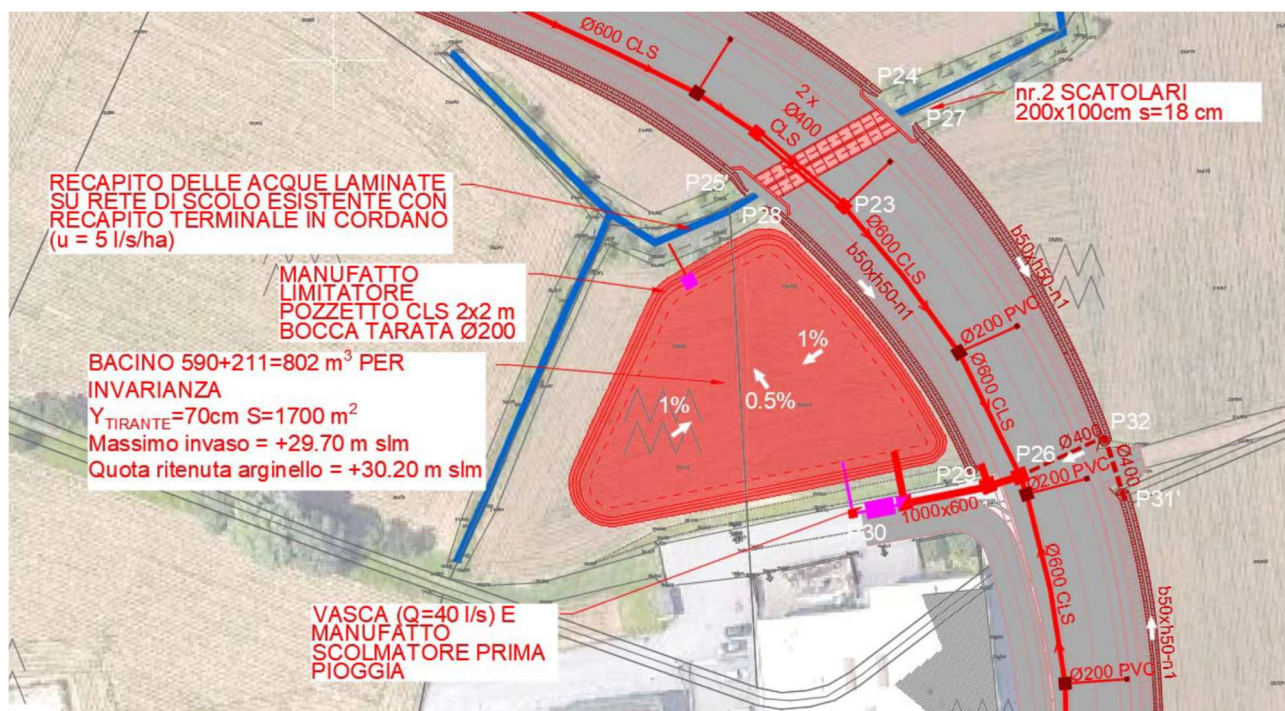 Ø600 CLS
2 x
Ø400
CLS
P24'
P27
nr.2 SCATOLARI
200x100cm s=18 cm
RECAPITO DELLE ACQUE LAMINATE
SU RETE DI SCOLO ESISTENTE CON
RECAPITO TERMINALE IN CORDANO
(u = 5 l/s/ha)
P25'
P28
P23
Ø600 CLS
b50xh50-n1
b50xh50-n1
MANUFATTO
LIMITATORE
POZZETTO CLS 2x2 m
BOCCA TARATA Ø200
Ø200 PVC
BACINO 590+211=802 m³ PER
INVARIANZA
Y TIRANTE=70cm S=1700 m²
Massimo invaso = +29.70 m slm
Quota ritenuta arginello = +30.20 m slm
1%
0.5%
1%
Ø600 CLS
P32
Ø400
Ø400
P26
P29
Ø200 PVC
P31'
1000x600
P30
VASCA (Q=40 l/s) E
MANUFATTO
SCOLMATORE PRIMA
PIOGGIA
Ø600 CLS
b50xh50-n1
Ø200 PVC